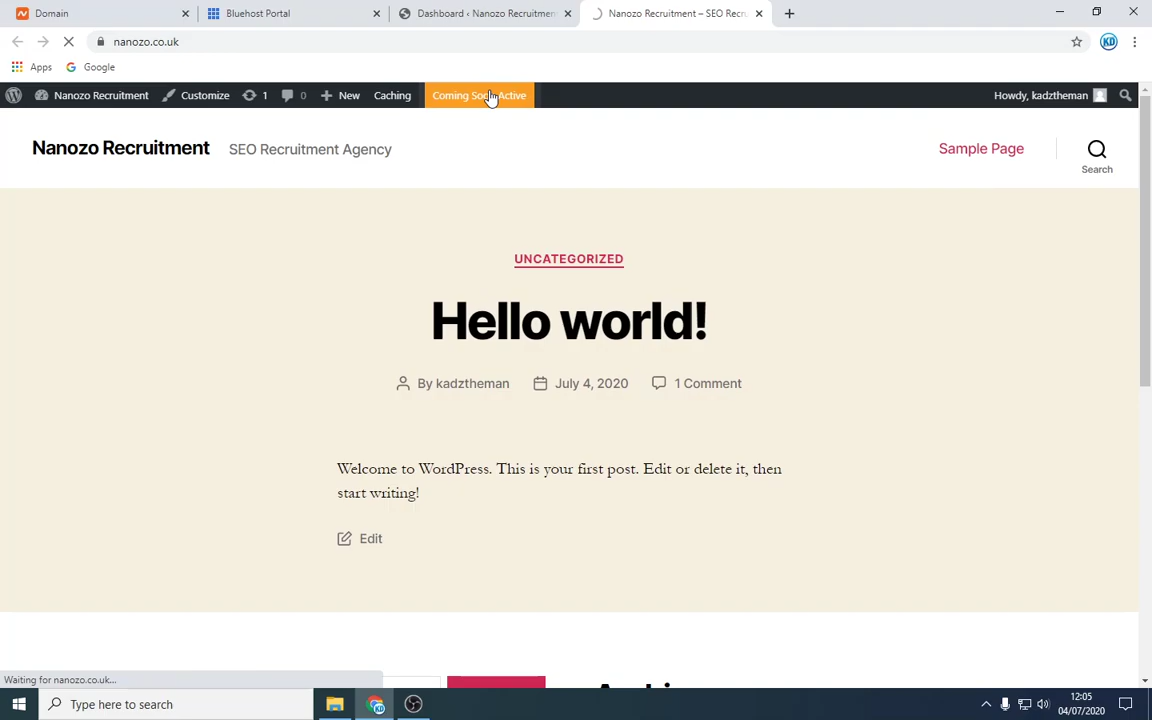 Domain
Bluehost Portal
Dashboard ‹ Nanozo Recruitment
Nanozo Recruitment – SEO Recr
nanozo.co.uk
Apps
Google
Nanozo Recruitment
Customize
1
0
New
Caching
Coming Soon Active
Howdy, kadztheman
Nanozo Recruitment
SEO Recruitment Agency
Sample Page
Search
UNCATEGORIZED
Hello world!
By kadztheman
July 4, 2020
1 Comment
Welcome to WordPress. This is your first post. Edit or delete it, then
start writing!
Edit
Waiting for nanozo.co.uk...
Type here to search
12:05
04/07/2020